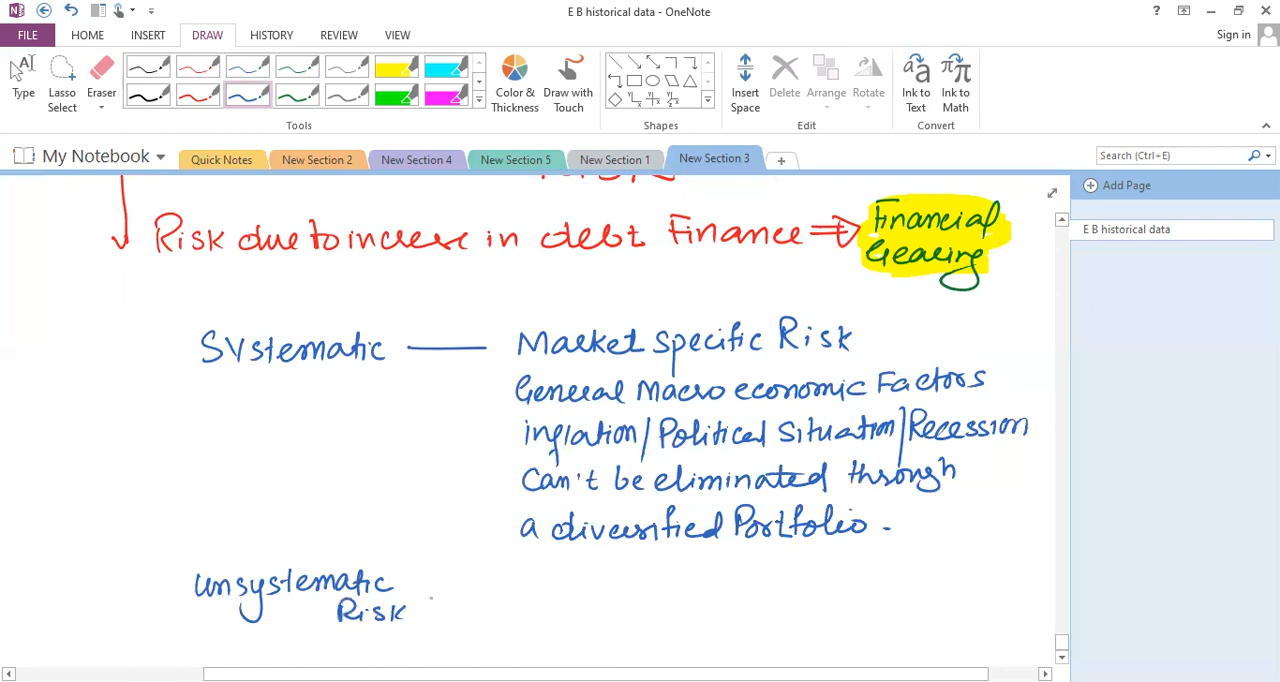 E B historical data - OneNote
FILE HOME INSERT DRAW HISTORY REVIEW VIEW
Sign in
Type
Lasso Select
Eraser
Color & Thickness
Draw with Touch
Insert Space
Delete
Arrange
Rotate
Ink to Text
Ink to Math
Tools
Shapes
Edit
Convert
My Notebook
Quick Notes
New Section 2
New Section 4
New Section 5
New Section 1
New Section 3
Search (Ctrl+E)
Add Page
E B historical data
Risk due to increse in debt Finance ⇒ Financial
Gearing
Systematic — Market Specific Risk
General Macro economic Factors
inflation/Political Situation/Recession
Can't be eliminated through
a diversified Portfolio.
Unsystematic
Risk